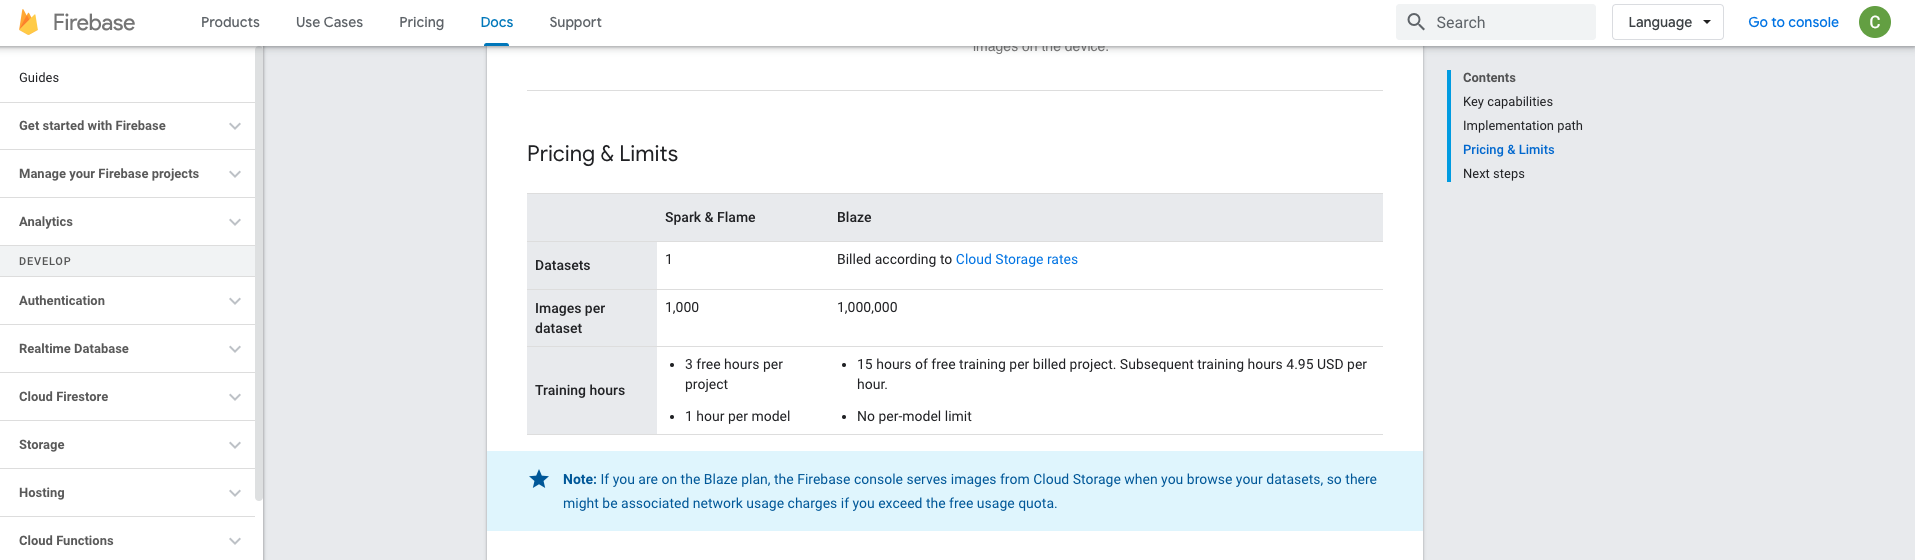 Firebase
Products
Use Cases
Pricing
Docs
Support
Search
Language
Go to console
C
Guides
Get started with Firebase
Manage your Firebase projects
Analytics
DEVELOP
Authentication
Realtime Database
Cloud Firestore
Storage
Hosting
Cloud Functions
images on the device.
Pricing & Limits
Spark & Flame
Blaze
Datasets
1
Billed according to Cloud Storage rates
Images per
dataset
1,000
1,000,000
Training hours
• 3 free hours per
project
• 1 hour per model
• 15 hours of free training per billed project. Subsequent training hours 4.95 USD per
hour.
• No per-model limit
Note: If you are on the Blaze plan, the Firebase console serves images from Cloud Storage when you browse your datasets, so there
might be associated network usage charges if you exceed the free usage quota.
Contents
Key capabilities
Implementation path
Pricing & Limits
Next steps